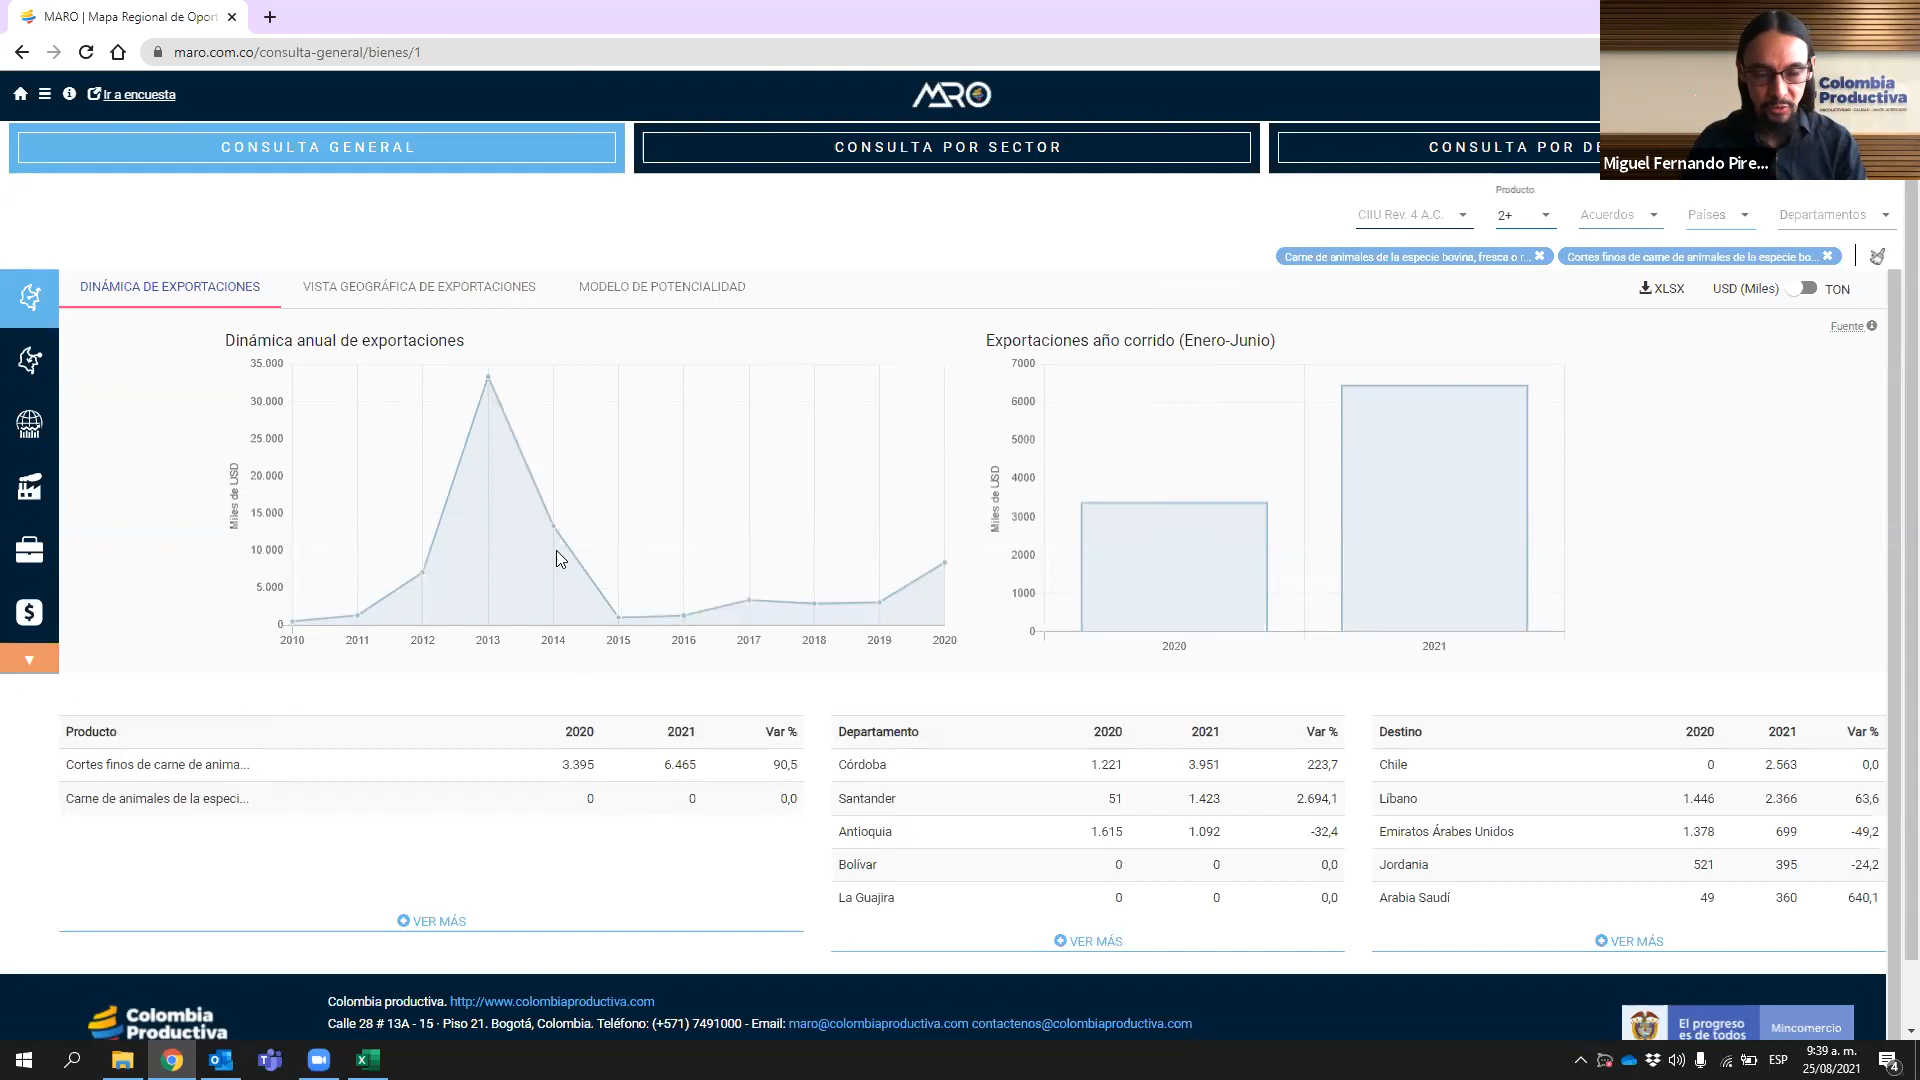 MARO | Mapa Regional de Oport
maro.com.co/consulta-general/bienes/1
Ir a encuesta
MRO
CONSULTA GENERAL
CONSULTA POR SECTOR
CONSULTA POR DE
Colombia
Productiva
Miguel Fernando Pire...
Producto
CIIU Rev. 4 A.C.
2+
Acuerdos
Países
Departamentos
Carne de animales de la especie bovina, fresca o r...
Cortes finos de carne de animales de la especie bo...
DINÁMICA DE EXPORTACIONES
VISTA GEOGRÁFICA DE EXPORTACIONES
MODELO DE POTENCIALIDAD
XLSX
USD (Miles)
TON
Fuente
Dinámica anual de exportaciones
35.000
30.000
25.000
20.000
15.000
10.000
5.000
0
Miles de USD
2010 2011 2012 2013 2014 2015 2016 2017 2018 2019 2020
Exportaciones año corrido (Enero-Junio)
7000
6000
5000
4000
3000
2000
1000
0
Miles de USD
2020 2021
Producto 2020 2021 Var %
Cortes finos de carne de anima... 3.395 6.465 90,5
Carne de animales de la especi... 0 0 0,0
VER MÁS
Departamento 2020 2021 Var %
Córdoba 1.221 3.951 223,7
Santander 51 1.423 2.694,1
Antioquia 1.615 1.092 -32,4
Bolívar 0 0 0,0
La Guajira 0 0 0,0
VER MÁS
Destino 2020 2021 Var %
Chile 0 2.563 0,0
Líbano 1.446 2.366 63,6
Emiratos Árabes Unidos 1.378 699 -49,2
Jordania 521 395 -24,2
Arabia Saudí 49 360 640,1
VER MÁS
Colombia
Productiva
Colombia productiva. http://www.colombiaproductiva.com
Calle 28 # 13A - 15 · Piso 21. Bogotá, Colombia. Teléfono: (+571) 7491000 - Email: maro@colombiaproductiva.com contactenos@colombiaproductiva.com
El progreso
es de todos
Mincomercio
ESP
9:39 a. m.
25/08/2021
4